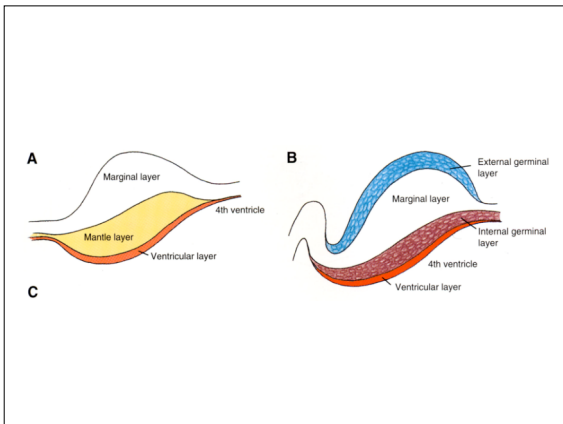 A
Marginal layer
4th ventricle
Mantle layer
Ventricular layer
C
B
External germinal
layer
Marginal layer
Internal germinal
layer
4th ventricle
Ventricular layer